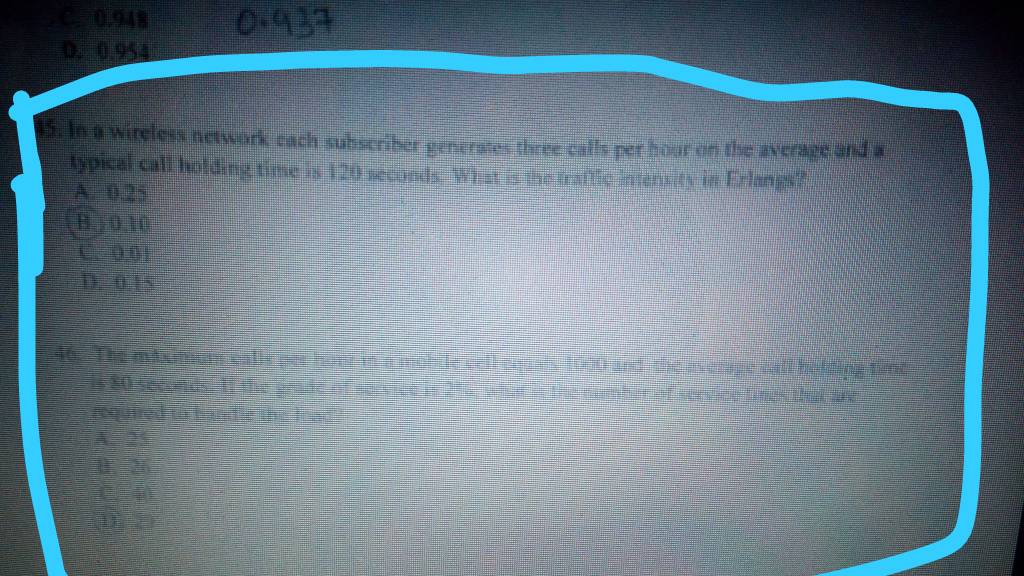 C. 0.948 0.937
D. 0.954
45. In a wireless network each subscriber generates three calls per hour on the average and a
typical call holding time is 120 seconds. What is the traffic intensity in Erlangs?
A. 0.25
B. 0.10
C. 0.01
D. 0.15
46. The maximum calls per hour in a mobile cell equals 1000 and the average call holding time
is 80 seconds. If the grade of service is 2%, what is the number of service lines that are
required to handle the load?
A. 25
B. 26
C. 40
D. 29